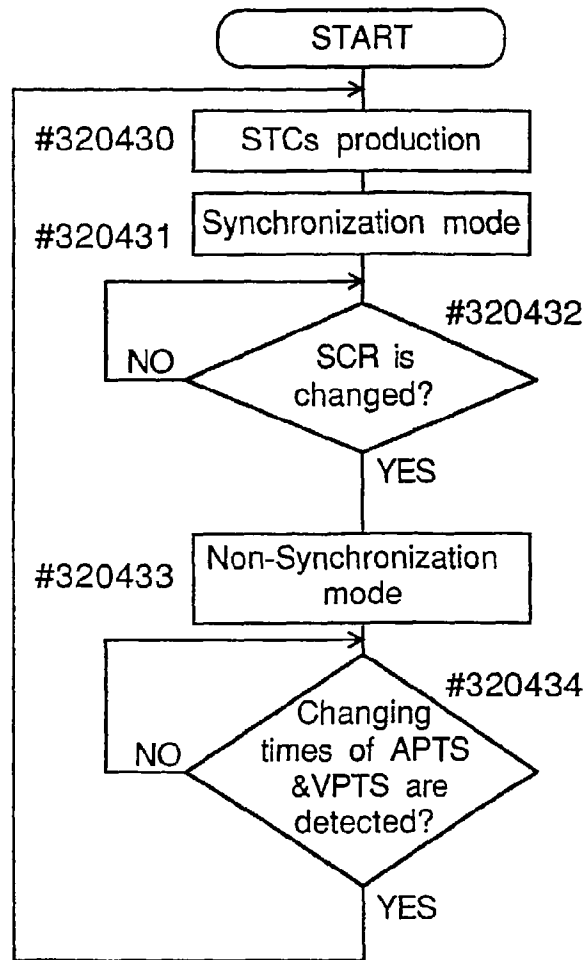 START
#320430
STCs production
#320431
Synchronization mode
#320432
SCR is
changed?
NO
YES
#320433
Non-Synchronization
mode
#320434
Changing
times of APTS
&VPTS are
detected?
NO
YES